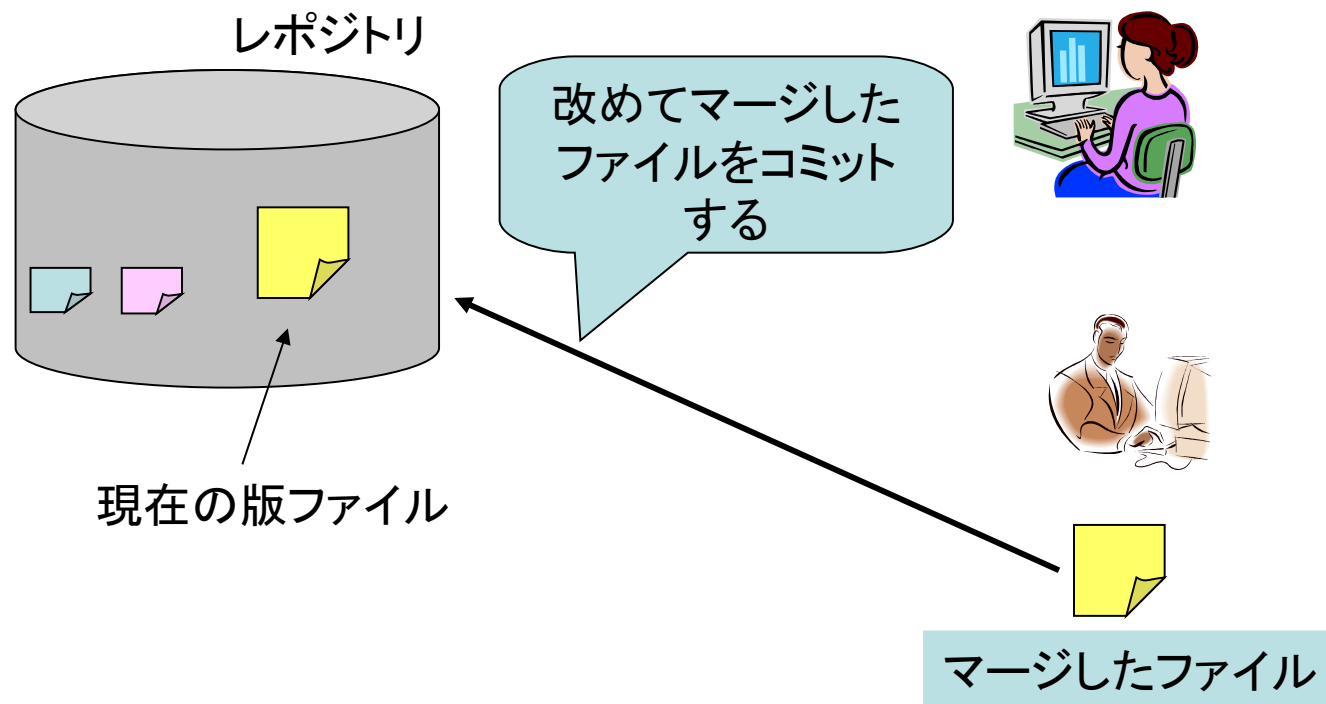 レポジトリ
改めてマージした
ファイルをコミット
する
現在の版ファイル
マージしたファイル